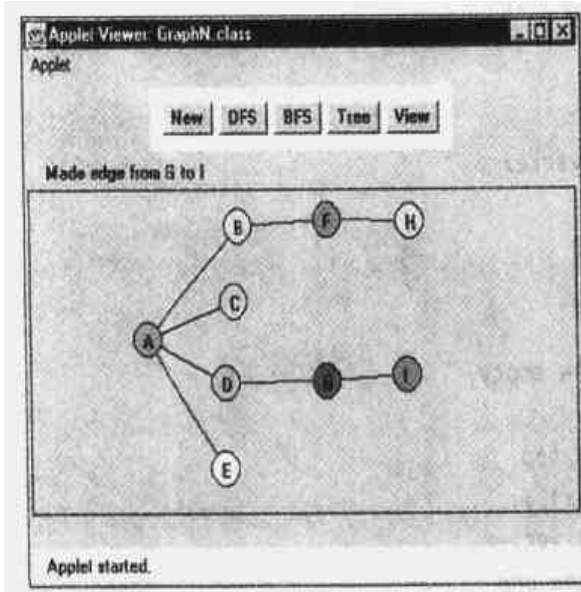 Applet Viewer: GraphN.class
Applet
New DFS BFS Tree View
Made edge from G to I
B F H
C
A
D G I
E
Applet started.